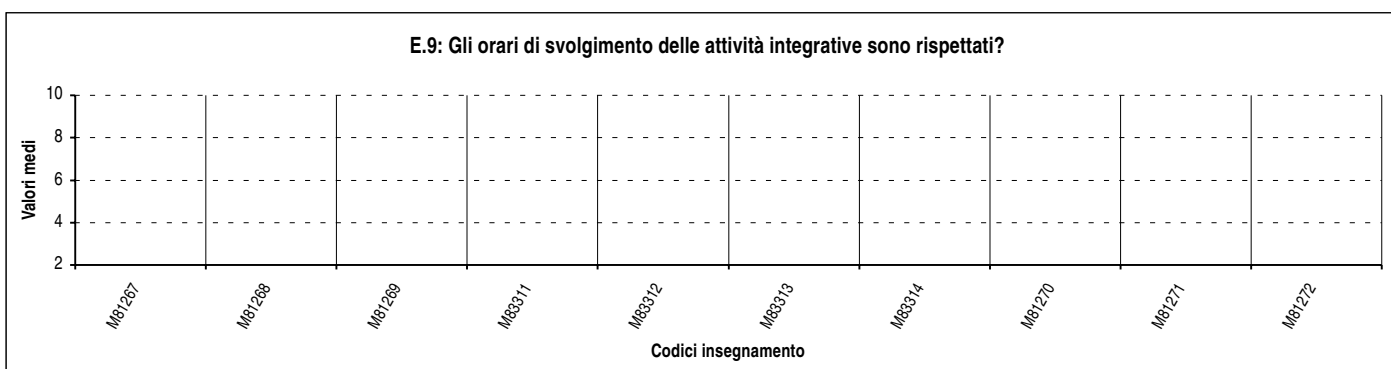 E.9: Gli orari di svolgimento delle attività integrative sono rispettati?
10
8
6
4
2
Valori medi
M81267
M81268
M81269
M83311
M83312
M83313
M83314
M81270
M81271
M81272
Codici insegnamento